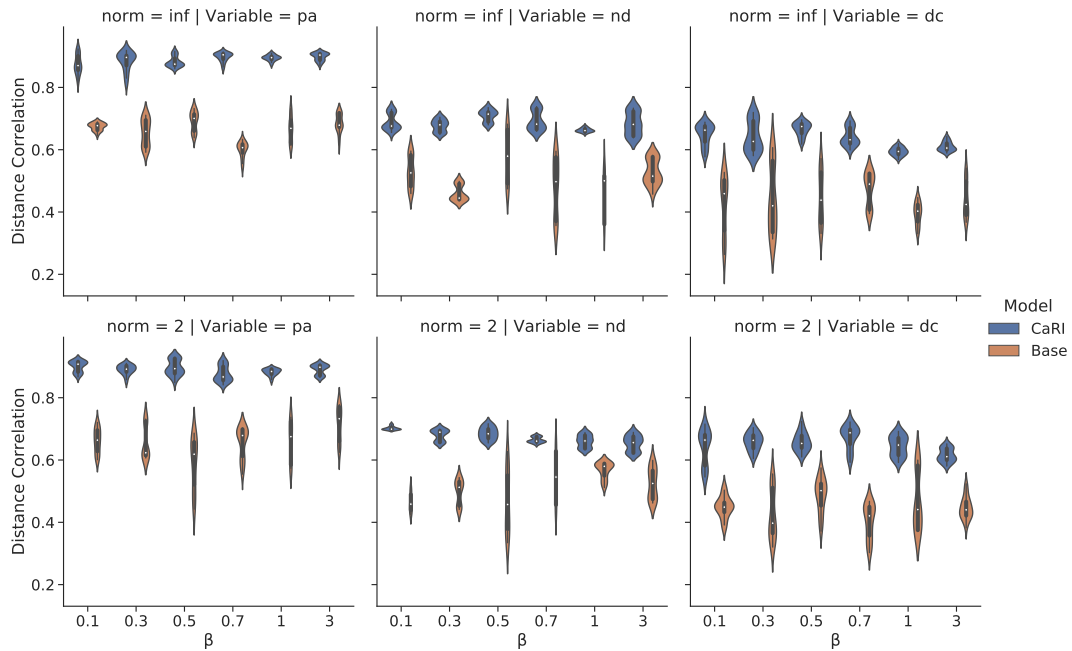 norm = inf | Variable = pa
norm = inf | Variable = nd
norm = inf | Variable = dc
Distance Correlation
0.8
0.6
0.4
0.2
Model
CaRI
Base
norm = 2 | Variable = pa
norm = 2 | Variable = nd
norm = 2 | Variable = dc
Distance Correlation
0.8
0.6
0.4
0.2
0.1 0.3 0.5 0.7 1 3
0.1 0.3 0.5 0.7 1 3
0.1 0.3 0.5 0.7 1 3
β
β
β